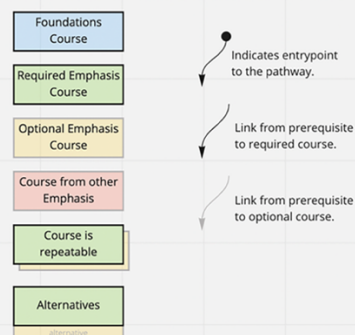 Foundations
Course
Indicates entrypoint
to the pathway.
Required Emphasis
Course
Optional Emphasis
Course
Link from prerequisite
to required course.
Course from other
Emphasis
Link from prerequisite
to optional course.
Course is
repeatable
Alternatives
alternative